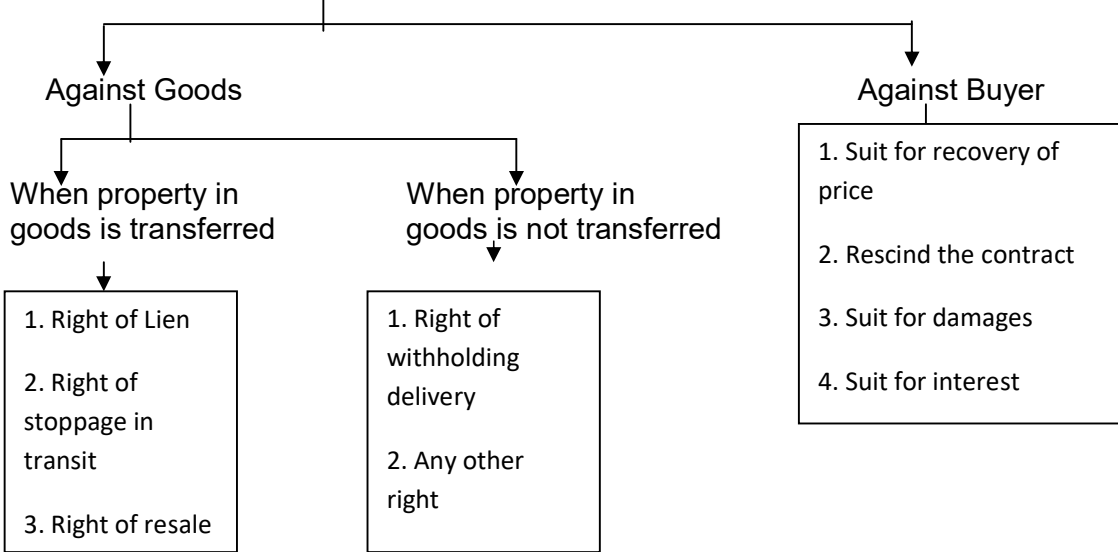 Against Goods
Against Buyer
When property in
goods is transferred
When property in
goods is not transferred
1. Right of Lien
2. Right of
stoppage in
transit
3. Right of resale
1. Right of
withholding
delivery
2. Any other
right
1. Suit for recovery of
price
2. Rescind the contract
3. Suit for damages
4. Suit for interest